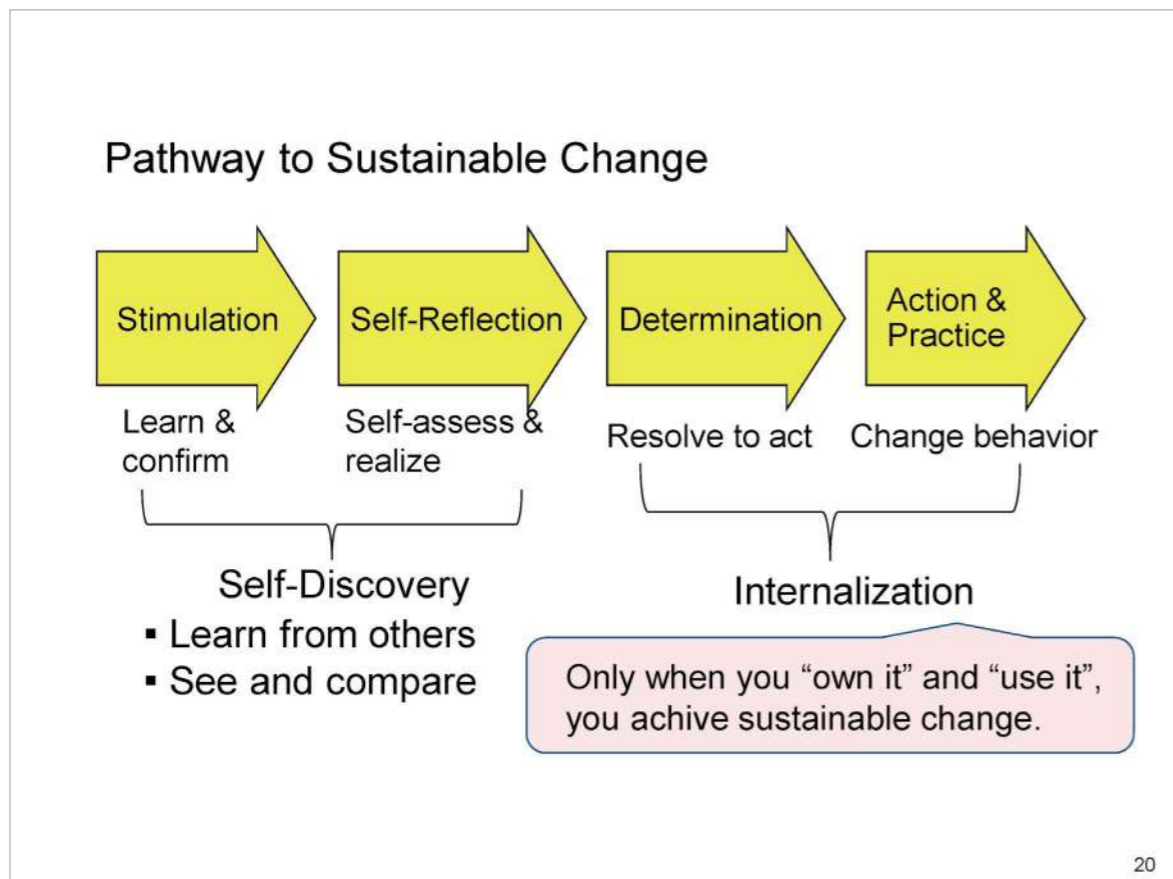 Pathway to Sustainable Change
Stimulation
Self-Reflection
Determination
Action &
Practice
Learn &
confirm
Self-assess &
realize
Resolve to act
Change behavior
Self-Discovery
▪ Learn from others
▪ See and compare
Internalization
Only when you “own it” and “use it”,
you achive sustainable change.
20